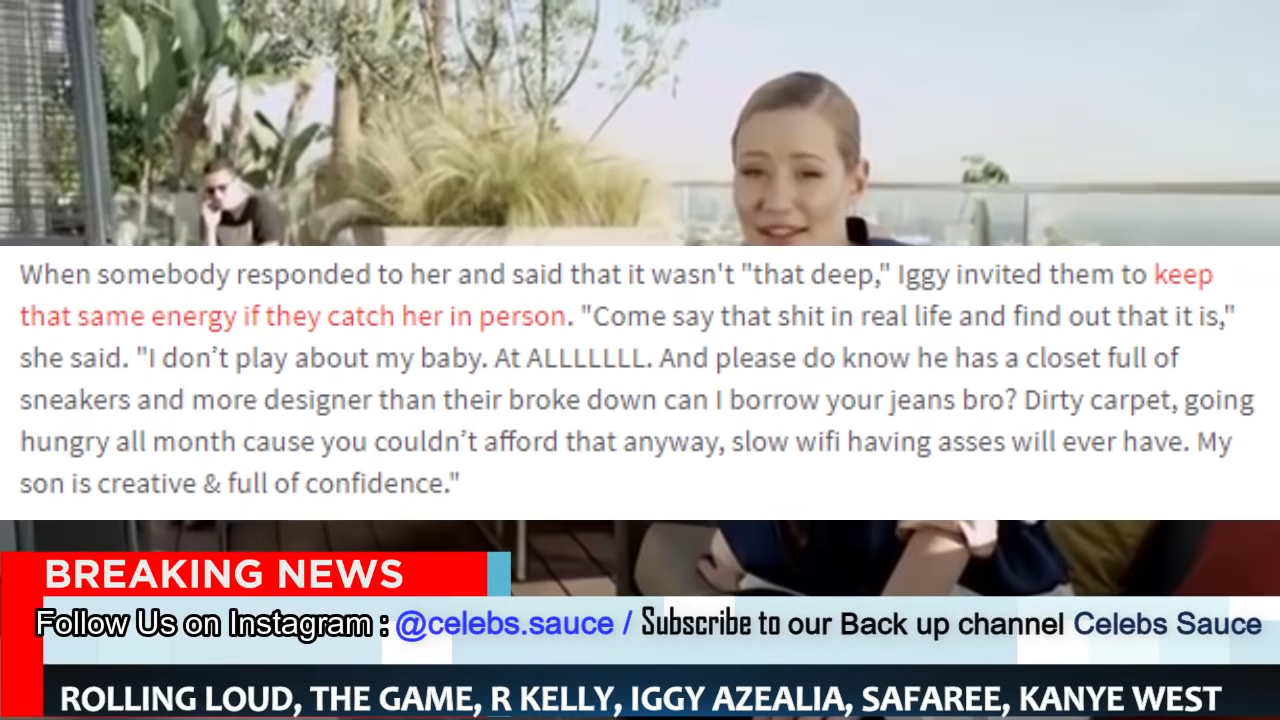 When somebody responded to her and said that it wasn't "that deep," Iggy invited them to keep
that same energy if they catch her in person. "Come say that shit in real life and find out that it is,"
she said. "I don’t play about my baby. At ALLLLLLL. And please do know he has a closet full of
sneakers and more designer than their broke down can I borrow your jeans bro? Dirty carpet, going
hungry all month cause you couldn’t afford that anyway, slow wifi having asses will ever have. My
son is creative & full of confidence."
BREAKING NEWS
Follow Us on Instagram : @celebs.sauce / Subscribe to our Back up channel Celebs Sauce
ROLLING LOUD, THE GAME, R KELLY, IGGY AZEALIA, SAFAREE, KANYE WEST